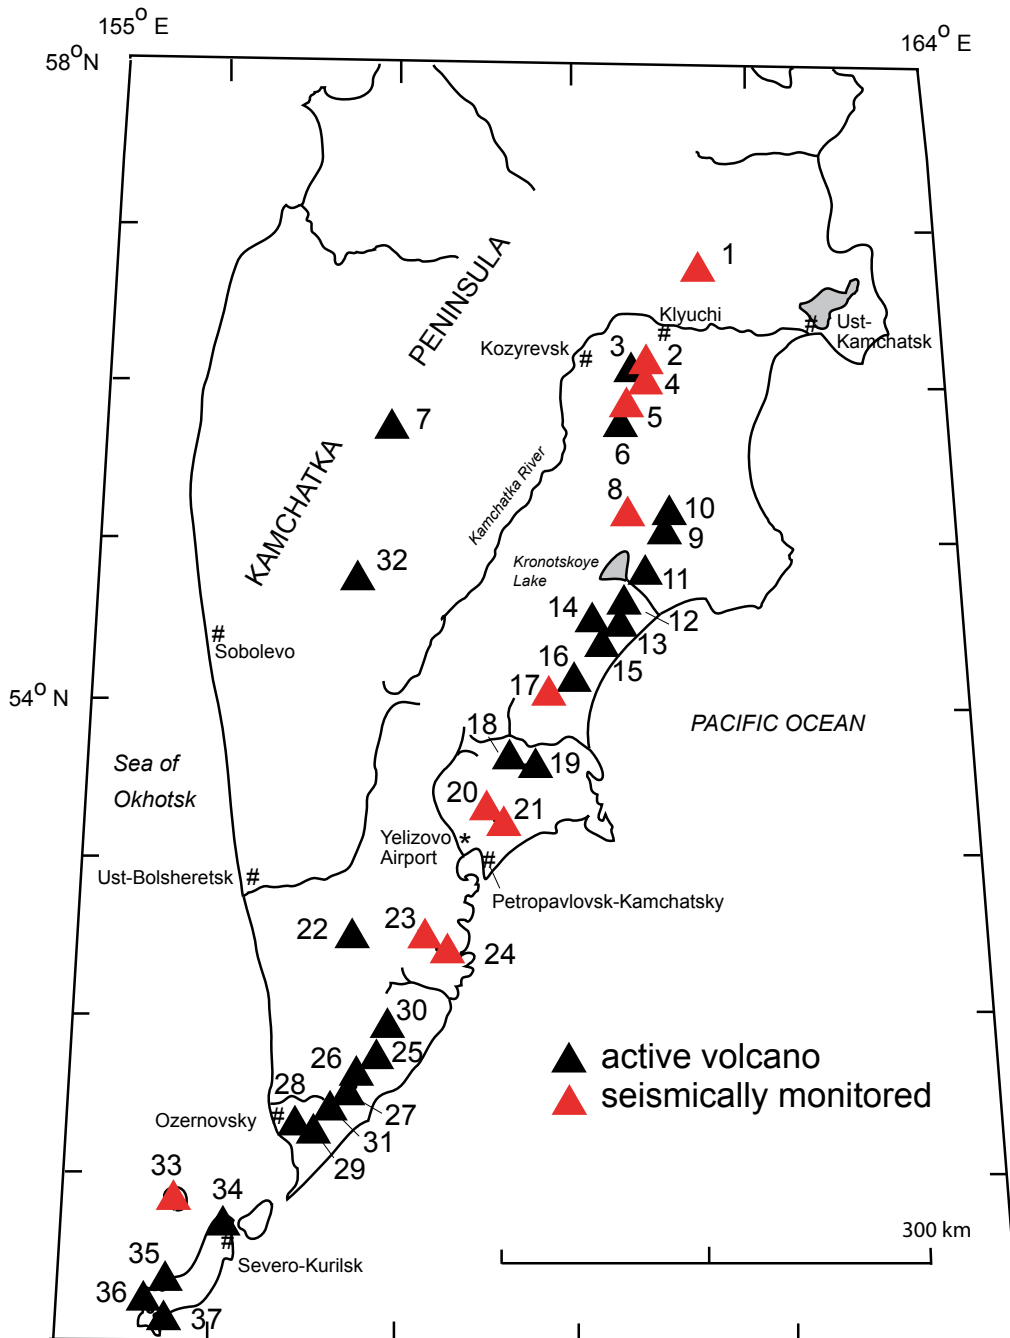 155° E
164° E
58°N
1
PENINSULA
Klyuchi
Ust-
Kamchatsk
Kozyrevsk
3
2
4
7
5
6
KAMCHATKA
Kamchatka River
8
10
9
32
Kronotskoye
Lake
11
14
12
13
Sobolevo
15
16
17
54° N
PACIFIC OCEAN
18
19
Sea of
Okhotsk
20
21
Yelizovo
Airport
Ust-Bolsheretsk
Petropavlovsk-Kamchatsky
22
23
24
30
26
25
active volcano
28
seismically monitored
27
Ozernovsky
31
29
33
34
300 km
35
Severo-Kurilsk
36
37